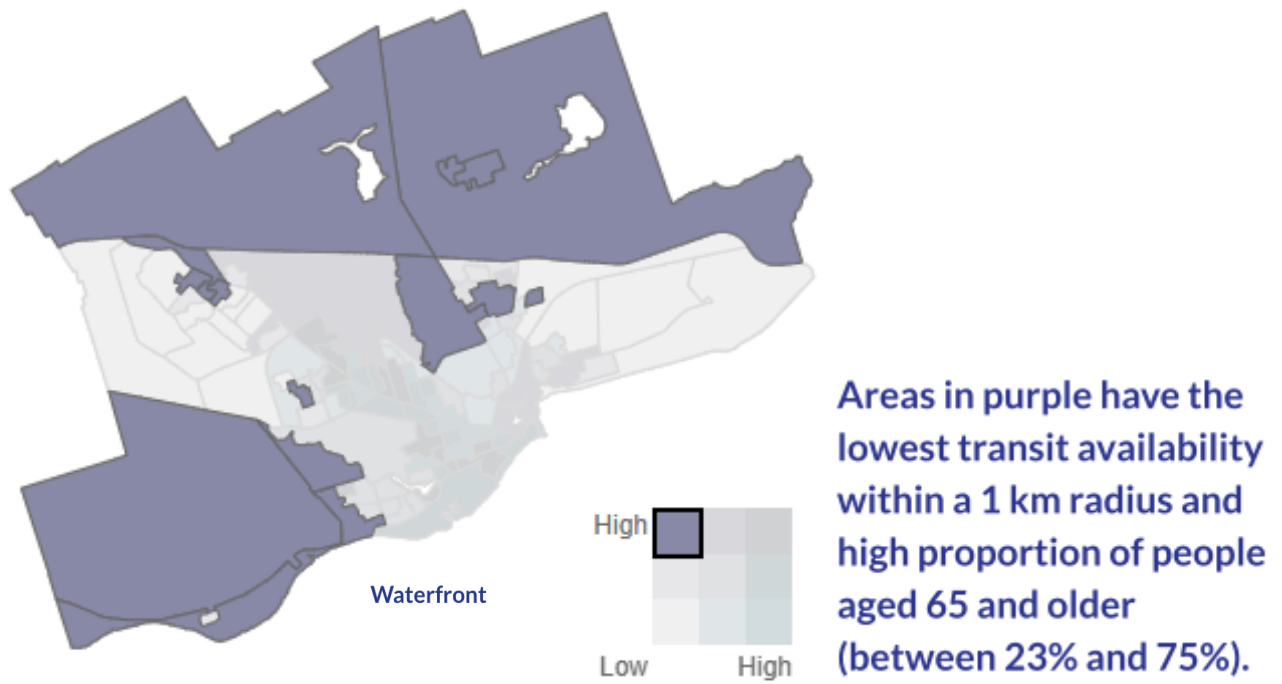 Areas in purple have the
lowest transit availability
within a 1 km radius and
high proportion of people
aged 65 and older
(between 23% and 75%).
High
Waterfront
Low High